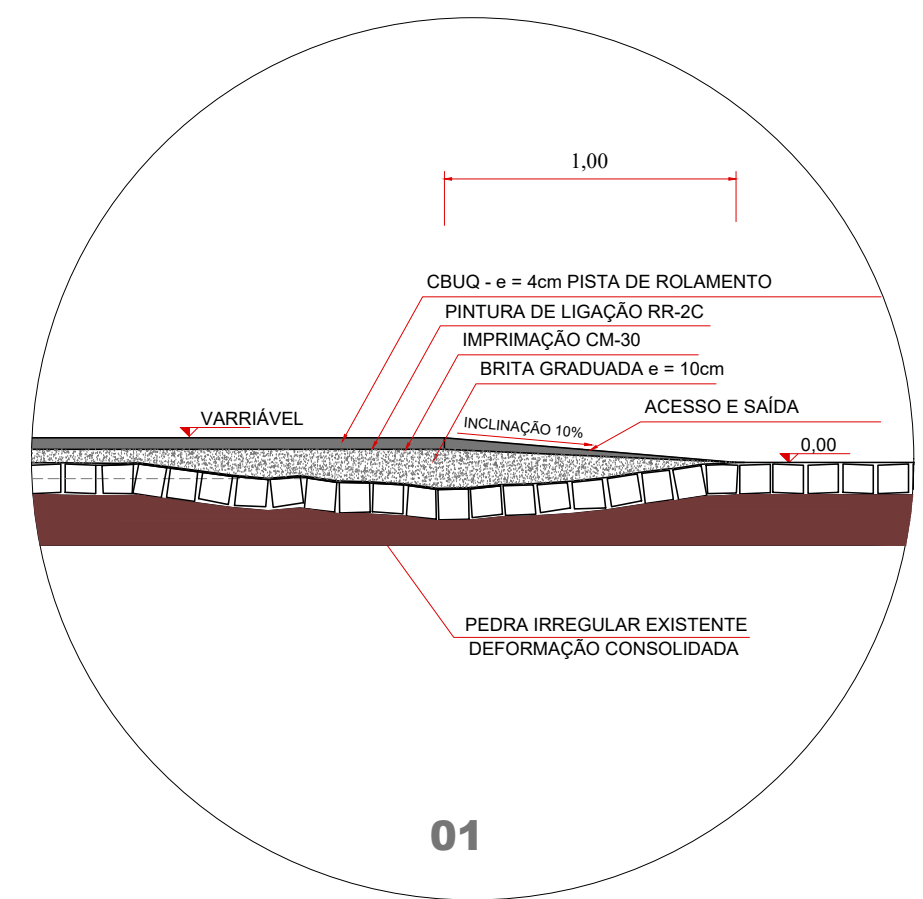 1,00
CBUQ - e = 4cm PISTA DE ROLAMENTO
PINTURA DE LIGAÇÃO RR-2C
IMPRIMAÇÃO CM-30
BRITA GRADUADA e = 10cm
ACESSO E SAÍDA
VARRIÁVEL
INCLINAÇÃO 10%
0,00
PEDRA IRREGULAR EXISTENTE
DEFORMAÇÃO CONSOLIDADA
01